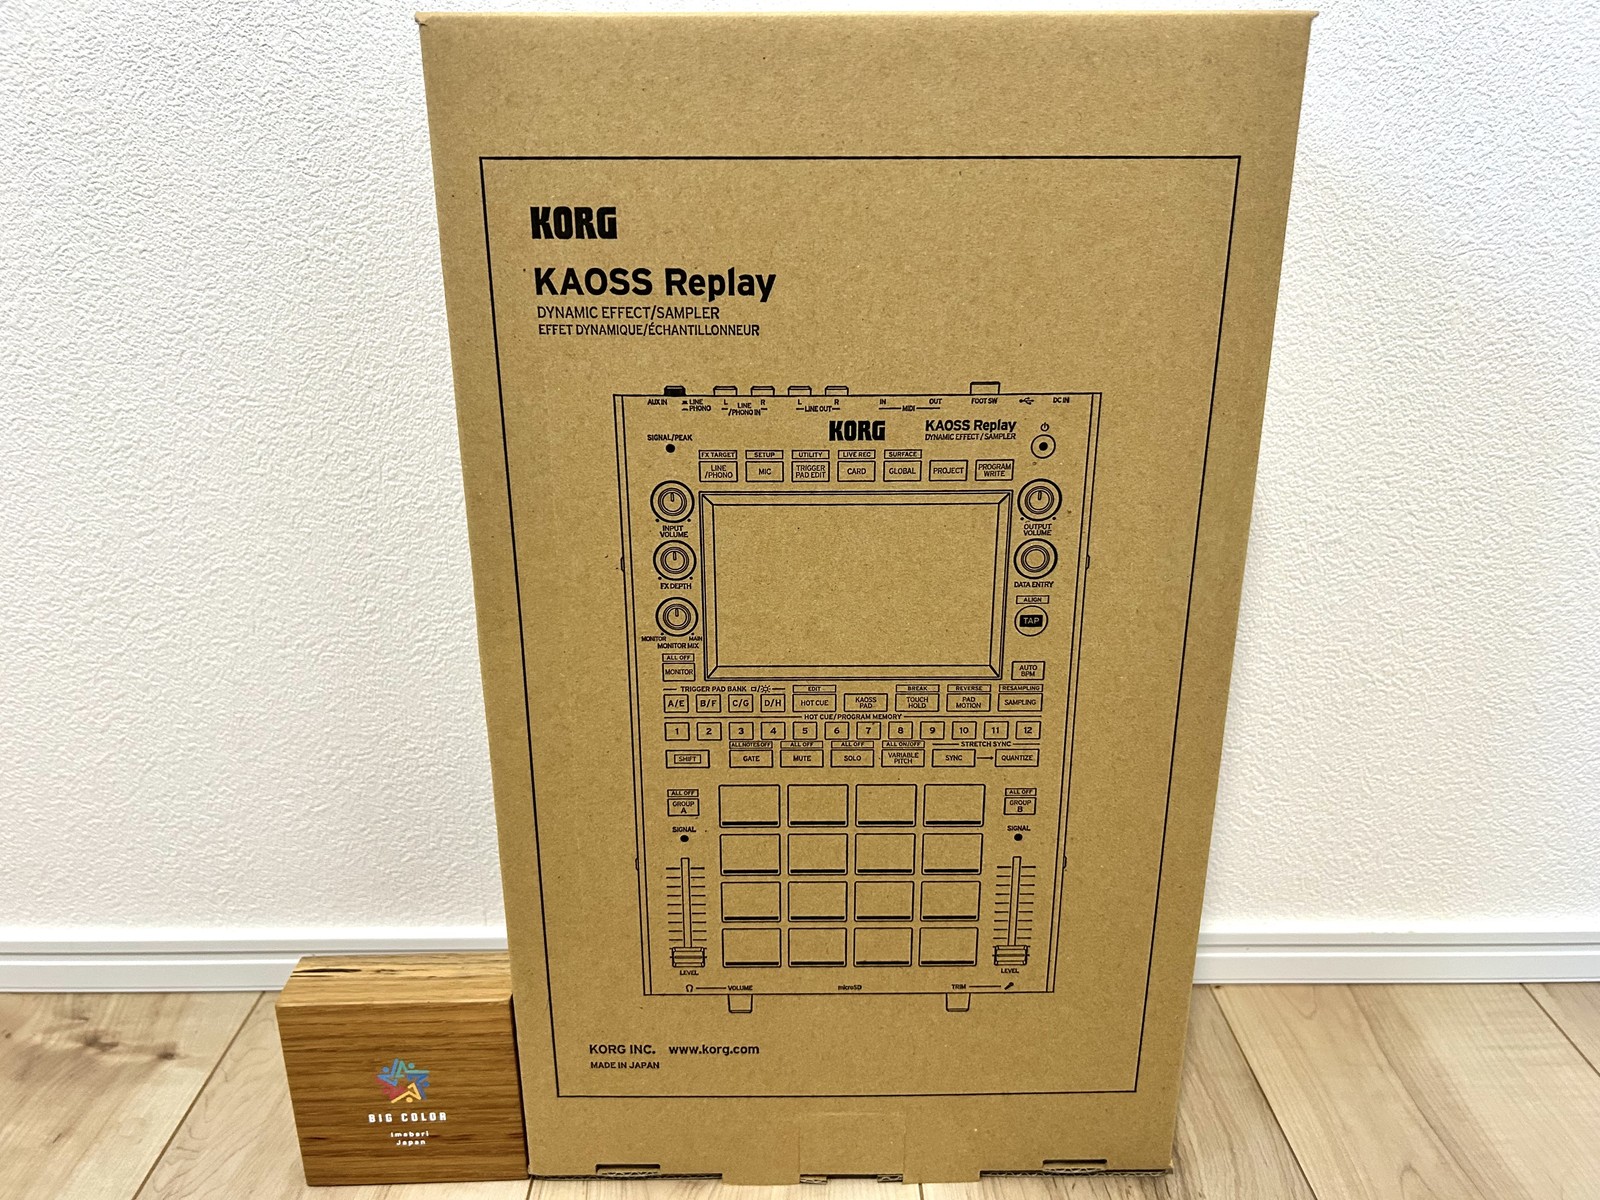 KORG
KAOSS Replay
DYNAMIC EFFECT/SAMPLER
EFFET DYNAMIQUE/ÉCHANTILLONNEUR
AUX IN
LINE
PHONO
L
LINE
/PHONO IN
R
L
LINE OUT
R
IN
MIDI
OUT
FOOT SW
DC IN
KORG
KAOSS Replay
DYNAMIC EFFECT / SAMPLER
SIGNAL/PEAK
FX TARGET
SETUP
UTILITY
LIVE REC
SURFACE
LINE
/PHONO
MIC
TRIGGER
PAD EDIT
CARD
GLOBAL
PROJECT
PROGRAM
WRITE
INPUT
VOLUME
OUTPUT
VOLUME
FX DEPTH
DATA ENTRY
ALIGN
TAP
MONITOR
MAIN
MONITOR MIX
ALL OFF
MONITOR
AUTO
BPM
TRIGGER PAD BANK
EDIT
BREAK
REVERSE
RESAMPLING
A/E
B/F
C/G
D/H
HOT CUE
KAOSS
PAD
TOUCH
HOLD
PAD
MOTION
SAMPLING
HOT CUE/PROGRAM MEMORY
1 2 3 4 5 6 7 8 9 10 11 12
ALL NOTES OFF
ALL OFF
ALL OFF
ALL ON/OFF
STRETCH SYNC
SHIFT
GATE
MUTE
SOLO
VARIABLE
PITCH
SYNC
QUANTIZE
ALL OFF
GROUP
A
ALL OFF
GROUP
B
SIGNAL
SIGNAL
LEVEL
LEVEL
VOLUME
microSD
TRIM
KORG INC. www.korg.com
MADE IN JAPAN
BIG COLOR
imabari
Japan